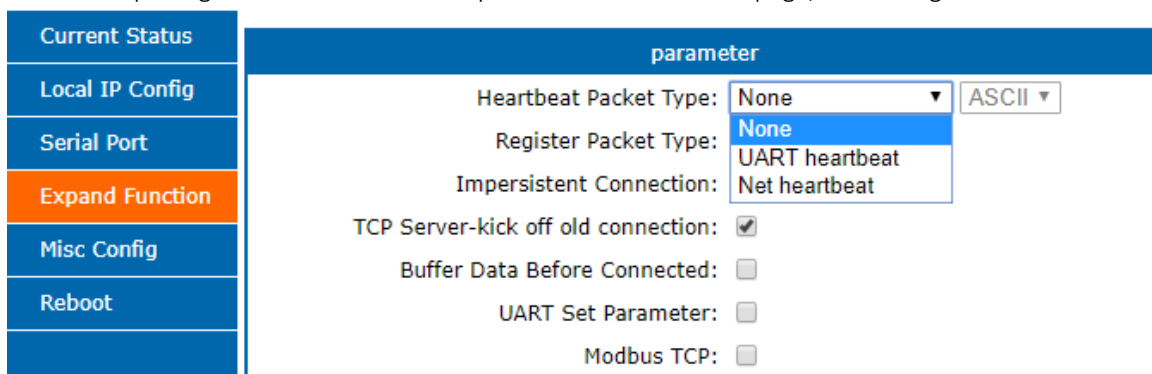 Current Status
Local IP Config
Serial Port
Expand Function
Misc Config
Reboot
parameter
Heartbeat Packet Type: None ASCII
None
Register Packet Type:
UART heartbeat
Impersistent Connection: Net heartbeat
TCP Server-kick off old connection:
Buffer Data Before Connected:
UART Set Parameter:
Modbus TCP: